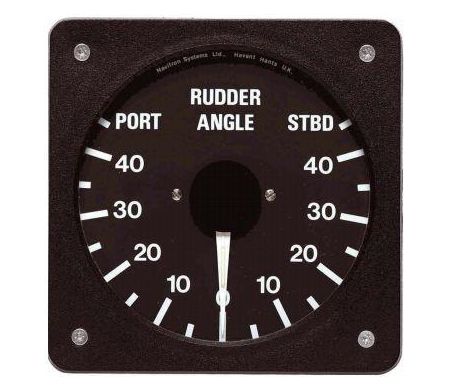 Navitron Systems Ltd., Havant Hants U.K.
RUDDER
PORT ANGLE STBD
40 40
30 30
20 20
10 0 10